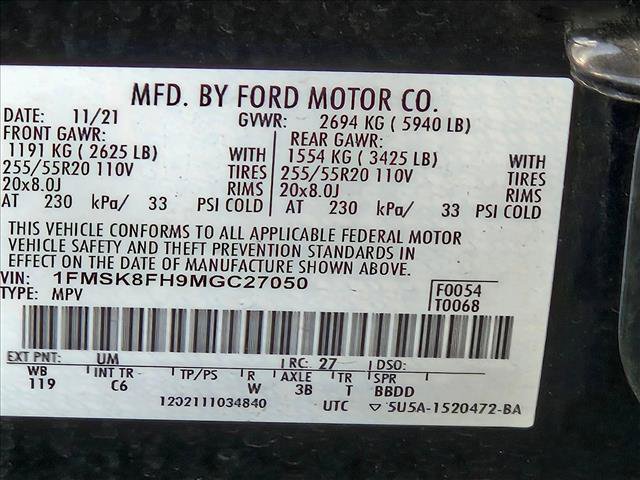 MFD. BY FORD MOTOR CO.
DATE: 11/21 GVWR: 2694 KG ( 5940 LB)
FRONT GAWR: REAR GAWR:
1191 KG ( 2625 LB) WITH 1554 KG ( 3425 LB) WITH
255/55R20 110V TIRES 255/55R20 110V TIRES
20x8.0J RIMS 20x8.0J RIMS
AT 230 kPa/ 33 PSI COLD AT 230 kPa/ 33 PSI COLD
THIS VEHICLE CONFORMS TO ALL APPLICABLE FEDERAL MOTOR
VEHICLE SAFETY AND THEFT PREVENTION STANDARDS IN
EFFECT ON THE DATE OF MANUFACTURE SHOWN ABOVE.
VIN: 1FMSK8FH9MGC27050 F0054
TYPE: MPV T0068
EXT PNT: UM RC: 27 DSO:
WB INT TR TP/PS R AXLE TR SPR
119 C6 W 3B T BBDD
1202111034840 UTC ▽ 5U5A-1520472-BA